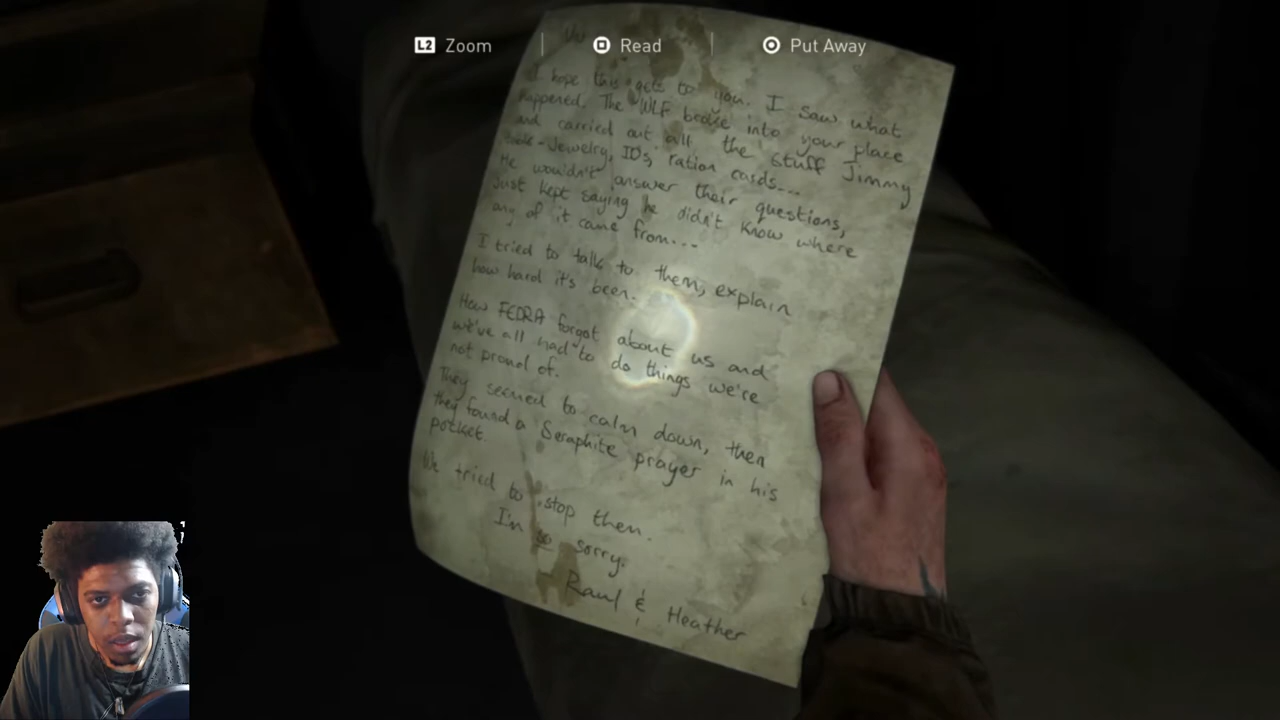 L2 Zoom
Read
Put Away
I hope this gets to you. I saw what
happened. The WLF broke into your place
and carried out all the stuff Jimmy
took - Jewelry, IDs, ration cards...
He wouldn't answer their questions,
Just kept saying he didn't know where
any of it came from...
I tried to talk to them, explain
how hard it's been.
How FEDRA forgot about us and
we've all had to do things we're
not proud of.
They seemed to calm down, then
they found a Seraphite prayer in his
pocket.
We tried to stop them.
I'm so sorry.
- Raul & Heather